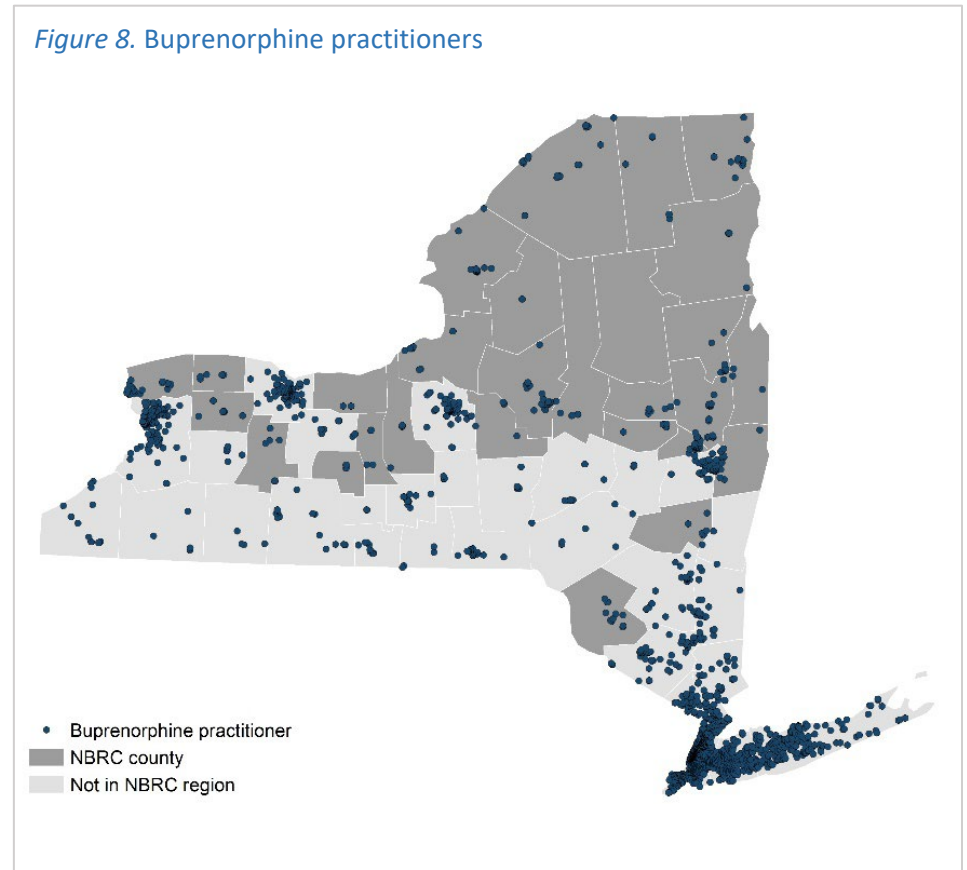 Figure 8. Buprenorphine practitioners
Buprenorphine practitioner
NBRC county
Not in NBRC region